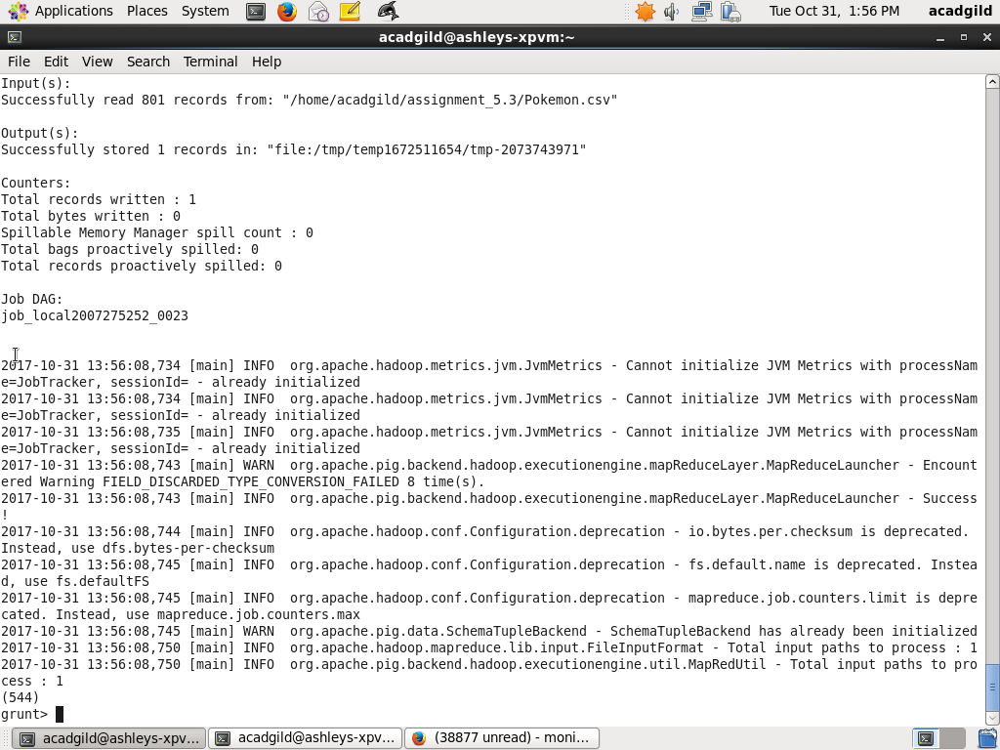 Applications Places System Tue Oct 31, 1:56 PM acadgild
acadgild@ashleys-xpvm:~
File Edit View Search Terminal Help
Input(s):
Successfully read 801 records from: "/home/acadgild/assignment_5.3/Pokemon.csv"
Output(s):
Successfully stored 1 records in: "file:/tmp/temp1672511654/tmp-2073743971"
Counters:
Total records written : 1
Total bytes written : 0
Spillable Memory Manager spill count : 0
Total bags proactively spilled: 0
Total records proactively spilled: 0
Job DAG:
job_local2007275252_0023
2017-10-31 13:56:08,734 [main] INFO  org.apache.hadoop.metrics.jvm.JvmMetrics - Cannot initialize JVM Metrics with processNam
e=JobTracker, sessionId= - already initialized
2017-10-31 13:56:08,734 [main] INFO  org.apache.hadoop.metrics.jvm.JvmMetrics - Cannot initialize JVM Metrics with processNam
e=JobTracker, sessionId= - already initialized
2017-10-31 13:56:08,735 [main] INFO  org.apache.hadoop.metrics.jvm.JvmMetrics - Cannot initialize JVM Metrics with processNam
e=JobTracker, sessionId= - already initialized
2017-10-31 13:56:08,743 [main] WARN  org.apache.pig.backend.hadoop.executionengine.mapReduceLayer.MapReduceLauncher - Encount
ered Warning FIELD_DISCARDED_TYPE_CONVERSION_FAILED 8 time(s).
2017-10-31 13:56:08,743 [main] INFO  org.apache.pig.backend.hadoop.executionengine.mapReduceLayer.MapReduceLauncher - Success
!
2017-10-31 13:56:08,744 [main] INFO  org.apache.hadoop.conf.Configuration.deprecation - io.bytes.per.checksum is deprecated.
Instead, use dfs.bytes-per-checksum
2017-10-31 13:56:08,745 [main] INFO  org.apache.hadoop.conf.Configuration.deprecation - fs.default.name is deprecated. Instea
d, use fs.defaultFS
2017-10-31 13:56:08,745 [main] INFO  org.apache.hadoop.conf.Configuration.deprecation - mapreduce.job.counters.limit is depre
cated. Instead, use mapreduce.job.counters.max
2017-10-31 13:56:08,745 [main] WARN  org.apache.pig.data.SchemaTupleBackend - SchemaTupleBackend has already been initialized
2017-10-31 13:56:08,750 [main] INFO  org.apache.hadoop.mapreduce.lib.input.FileInputFormat - Total input paths to process : 1
2017-10-31 13:56:08,750 [main] INFO  org.apache.pig.backend.hadoop.executionengine.util.MapRedUtil - Total input paths to pro
cess : 1
(544)
grunt>
acadgild@ashleys-xpv... acadgild@ashleys-xpv... (38877 unread) - moni...